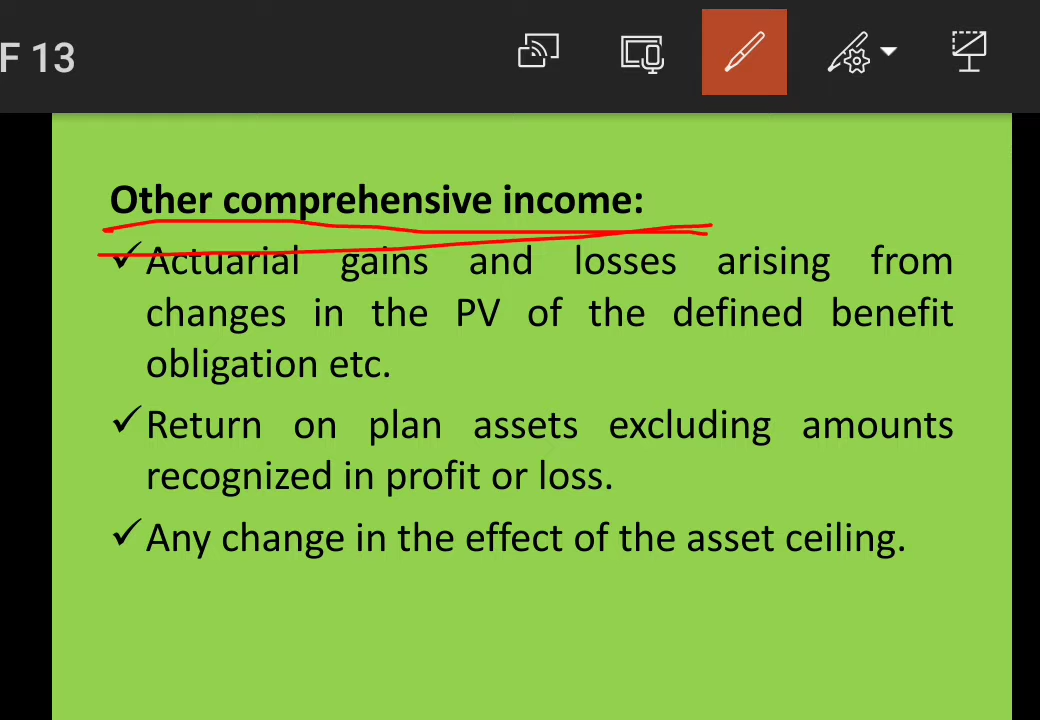 F 13
Other comprehensive income:
✓Actuarial gains and losses arising from
changes in the PV of the defined benefit
obligation etc.
✓Return on plan assets excluding amounts
recognized in profit or loss.
✓Any change in the effect of the asset ceiling.